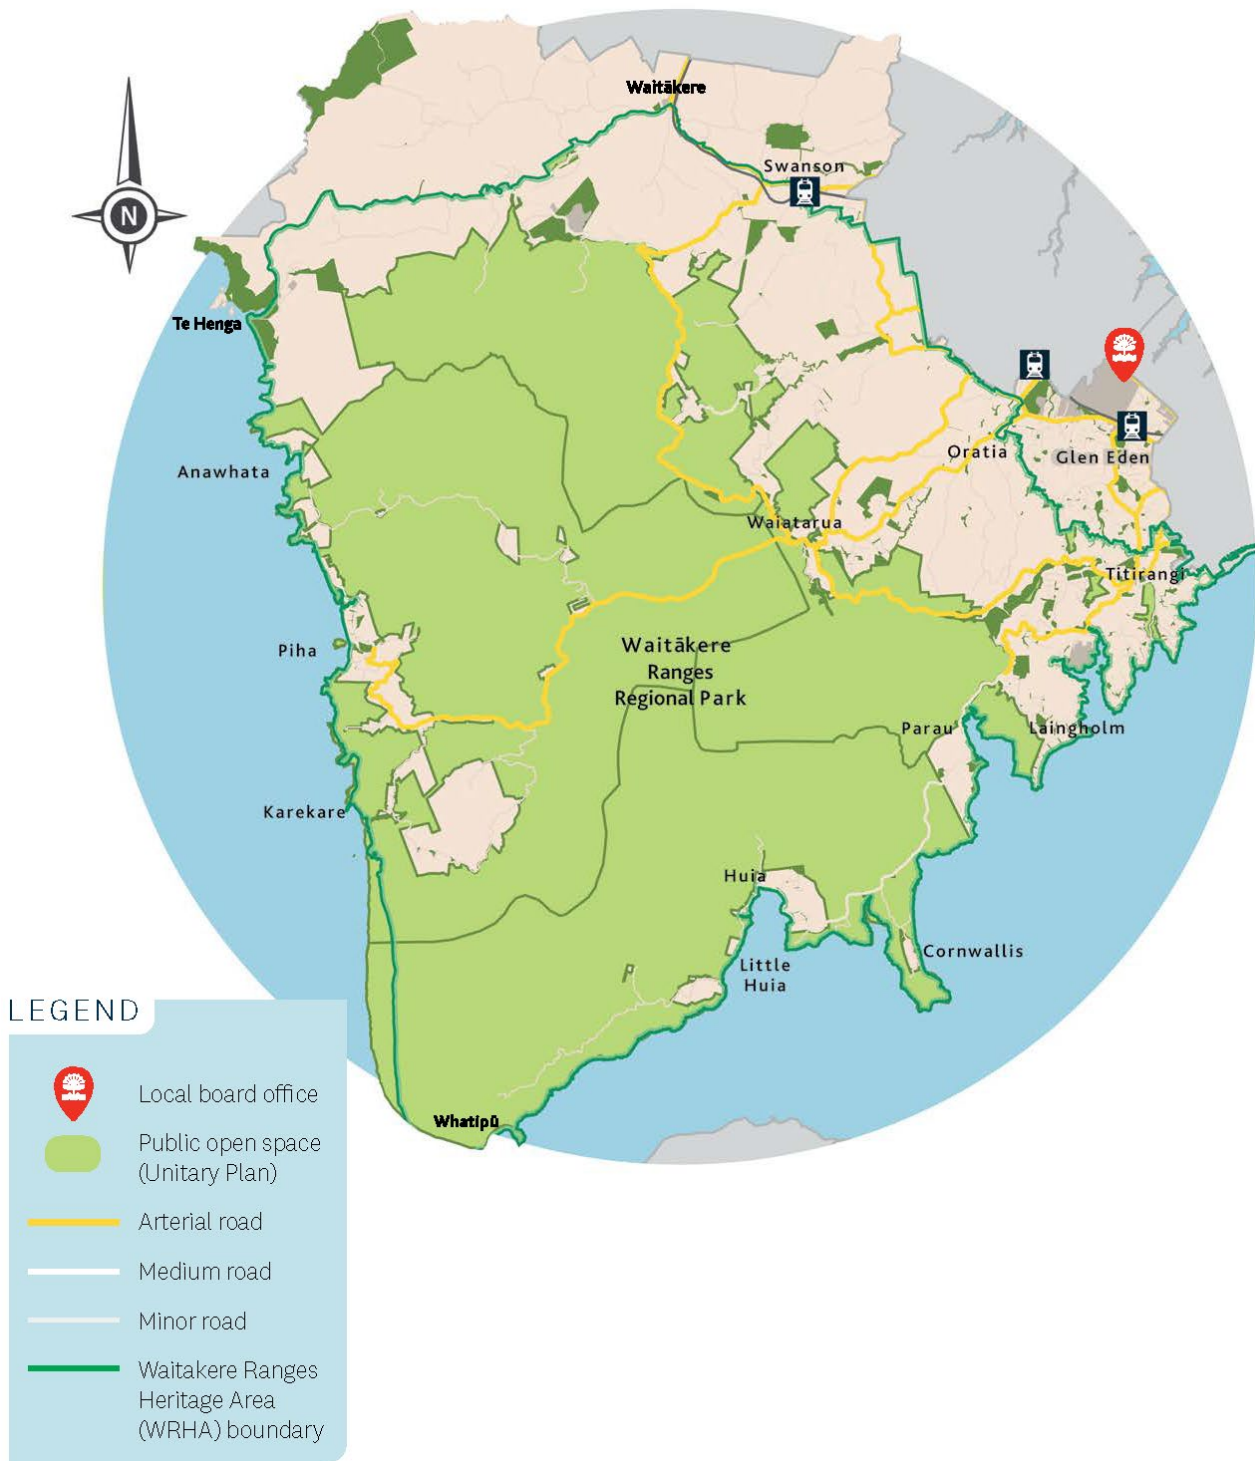 Waitākere
Swanson
N
Te Henga
Anawhata
Oratia
Glen Eden
Waiatarua
Titirangi
Piha
Waitākere
Ranges
Regional Park
Parau
Laingholm
Karekare
Huia
Cornwallis
Little
Huia
Whatipū
LEGEND
Local board office
Public open space
(Unitary Plan)
Arterial road
Medium road
Minor road
Waitakere Ranges
Heritage Area
(WRHA) boundary